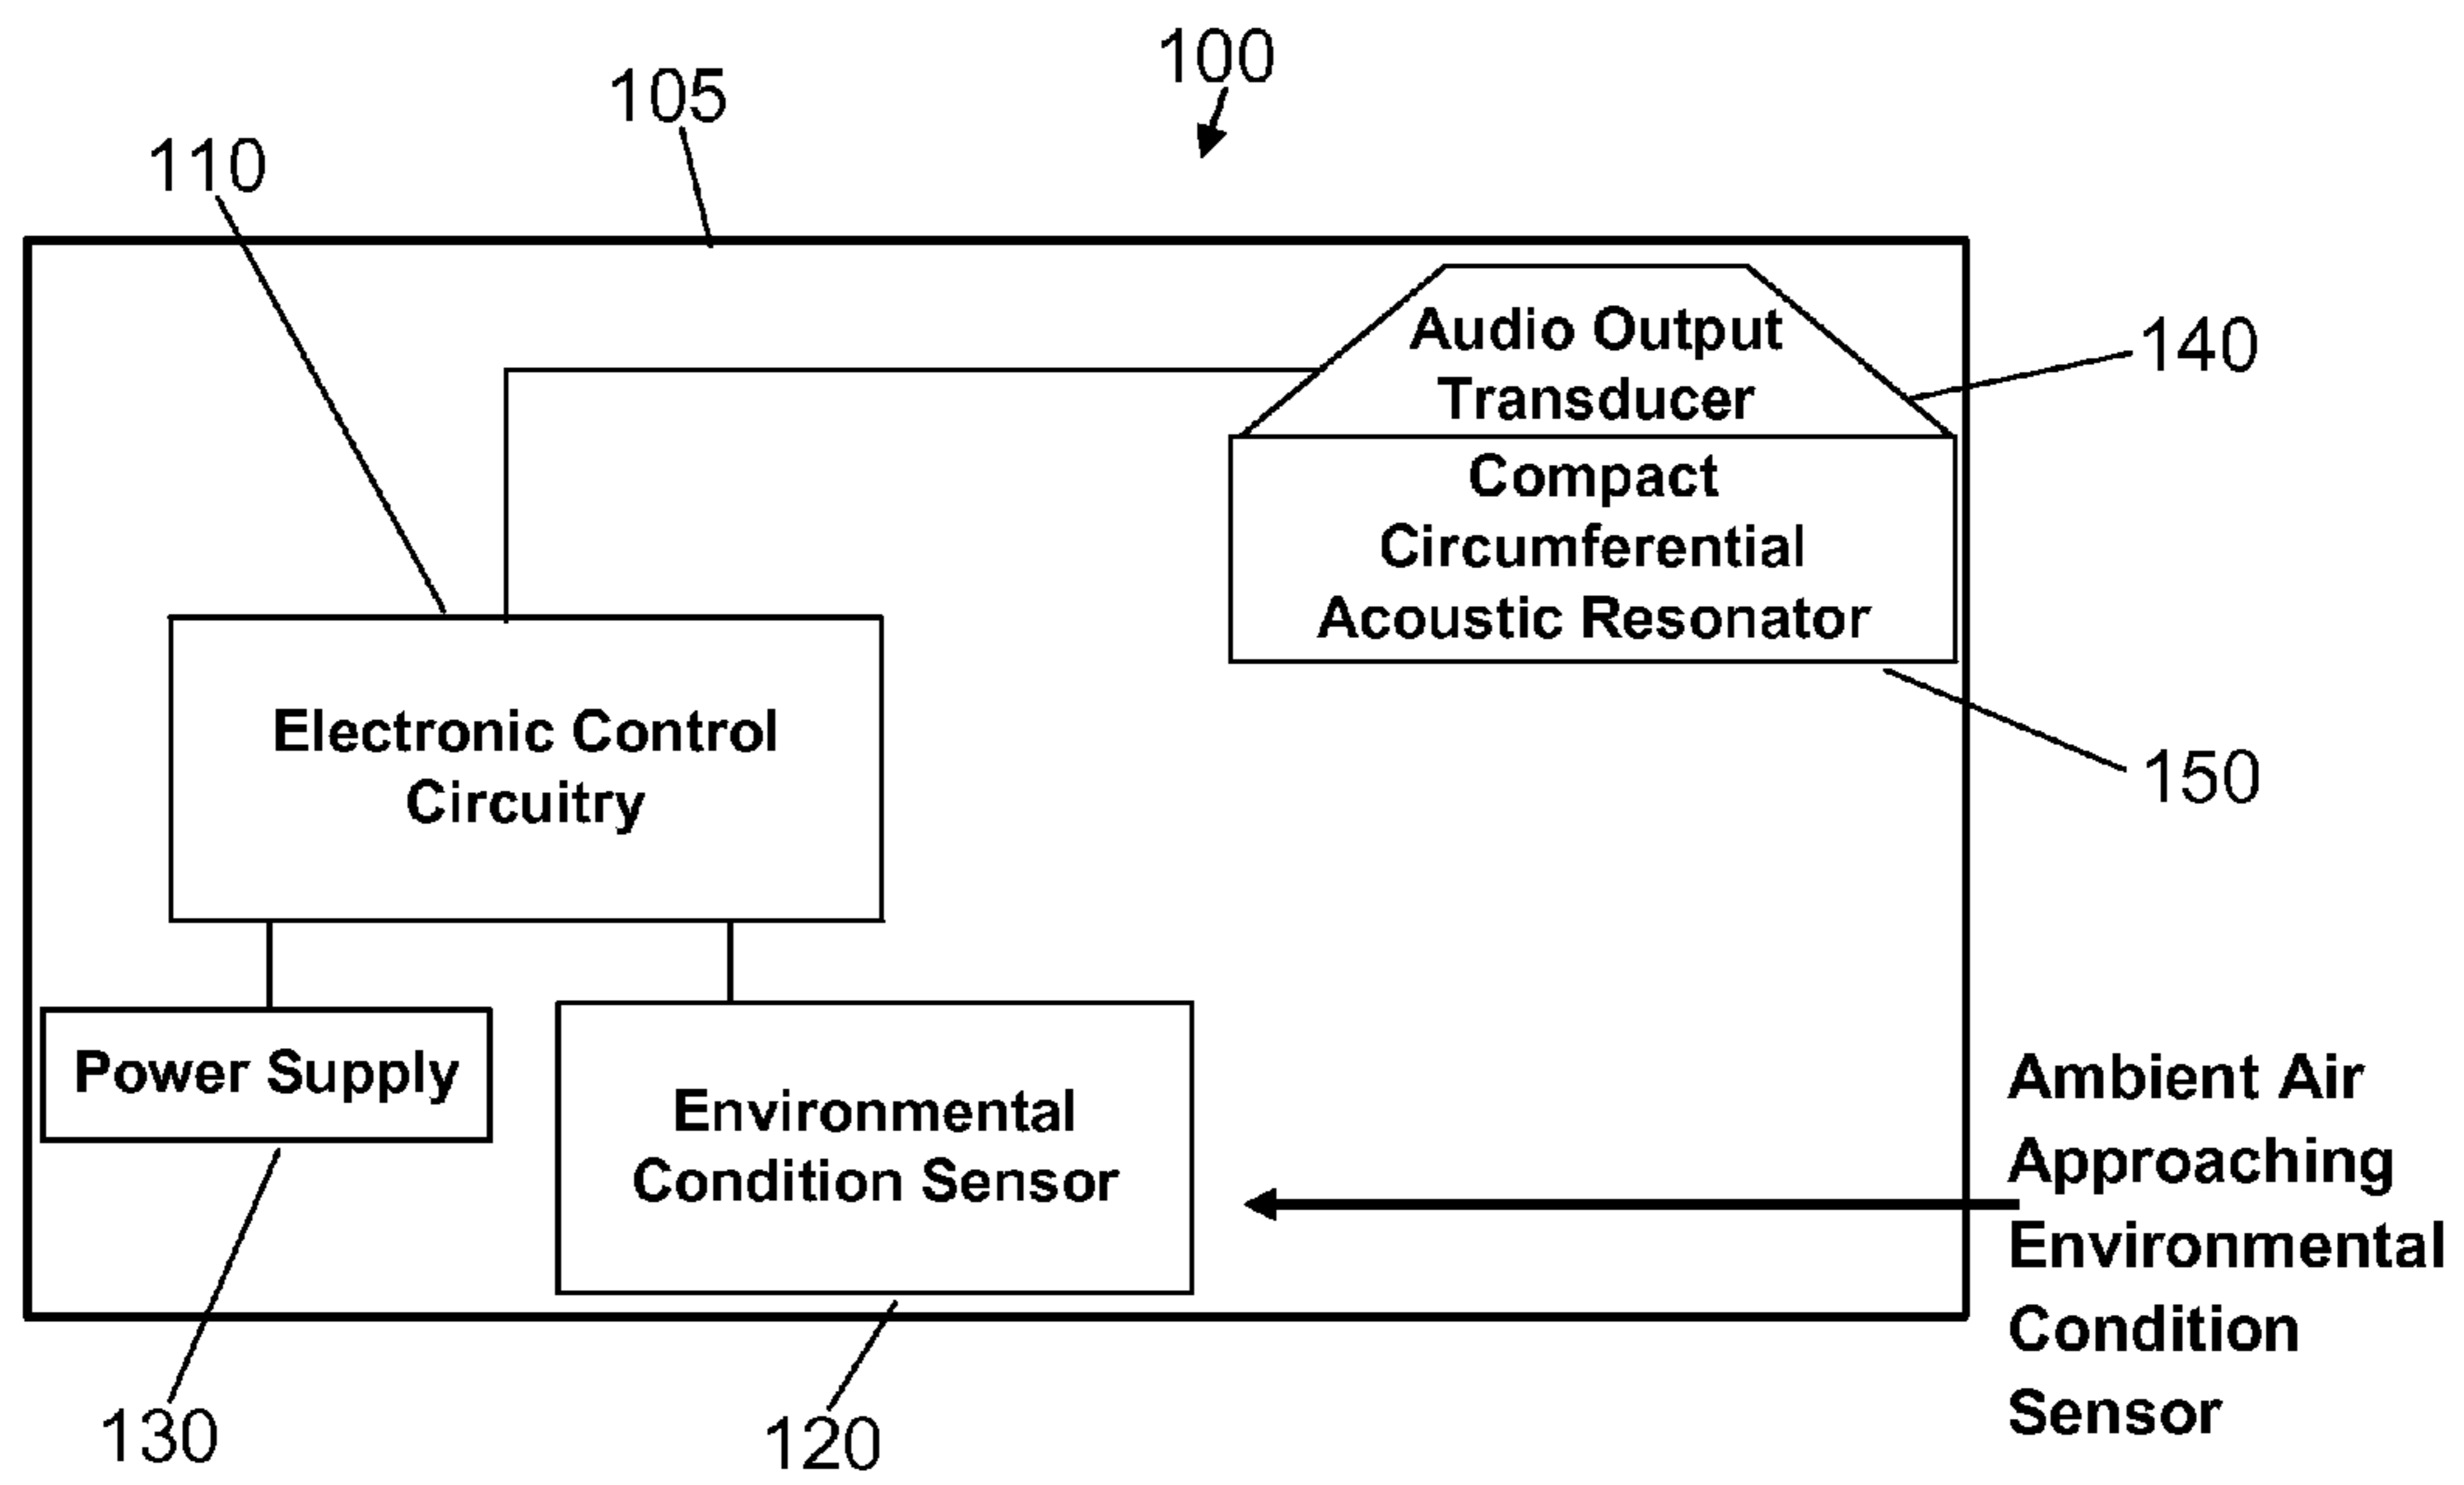 100
105
110
Audio Output
Transducer
140
Compact
Circumferential
Acoustic Resonator
150
Electronic Control
Circuitry
Power Supply
Environmental
Condition Sensor
Ambient Air
Approaching
Environmental
Condition
Sensor
130
120